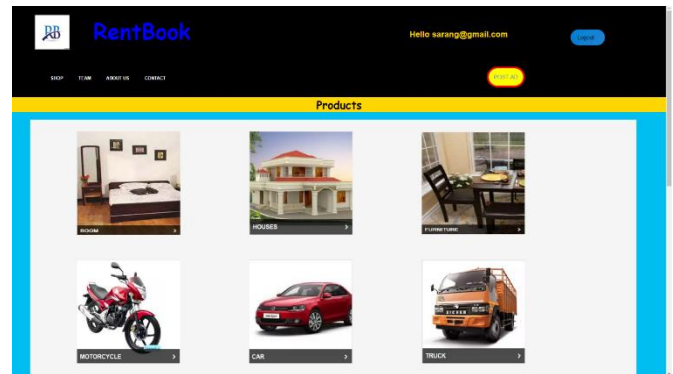 RB
RentBook
Hello sarang@gmail.com
Logout
SHOP TEAM ABOUT US CONTACT
POST AD
Products
ROOM >
HOUSES >
FURNITURE >
MOTORCYCLE >
CAR >
TRUCK >
EICHER